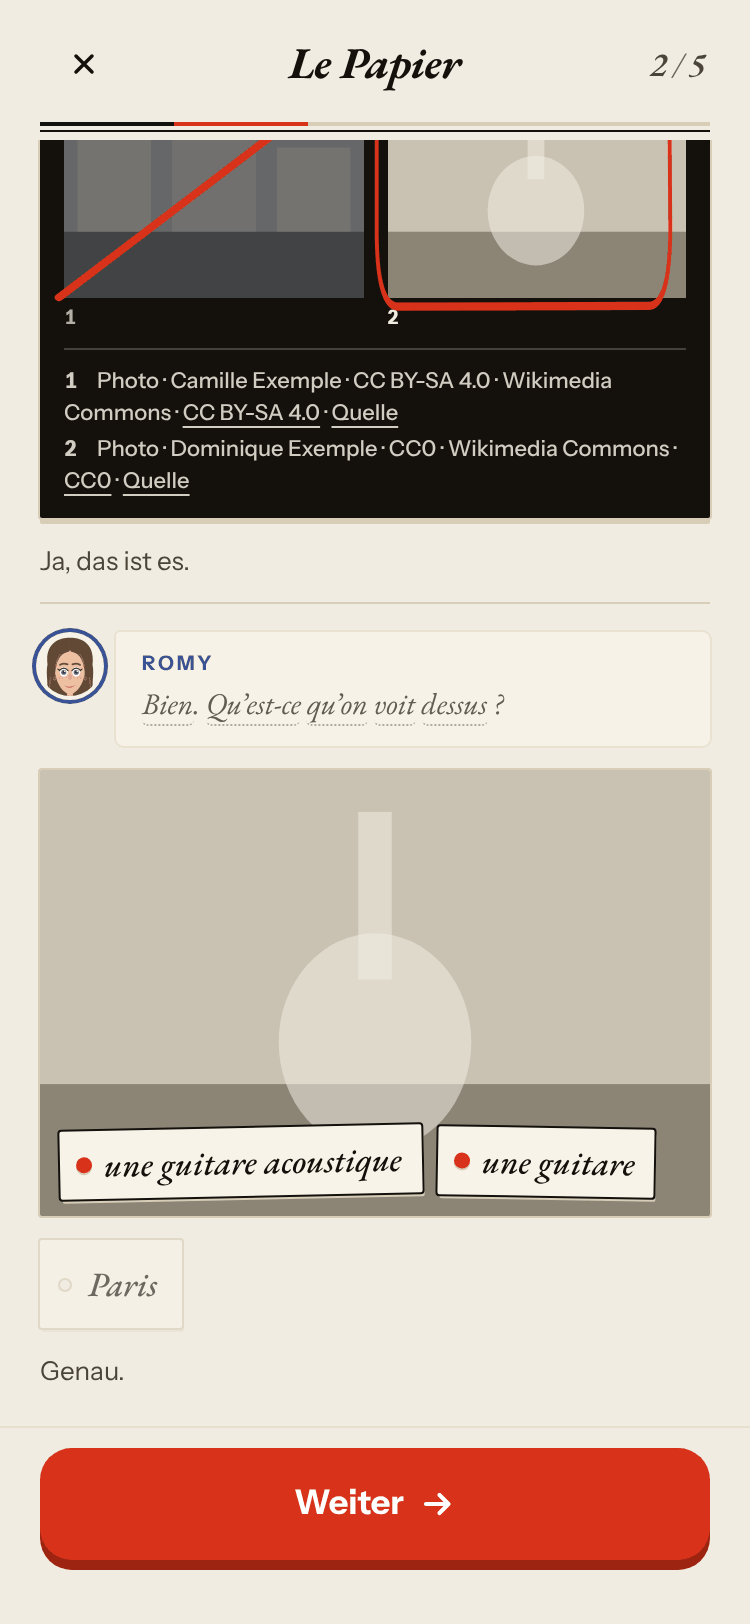 Le Papier
2/5
1
2
1 Photo · Camille Exemple · CC BY-SA 4.0 · Wikimedia
Commons · CC BY-SA 4.0 · Quelle
2 Photo · Dominique Exemple · CC0 · Wikimedia Commons ·
CC0 · Quelle
Ja, das ist es.
ROMY
Bien. Qu’est-ce qu’on voit dessus ?
une guitare acoustique
une guitare
Paris
Genau.
Weiter →